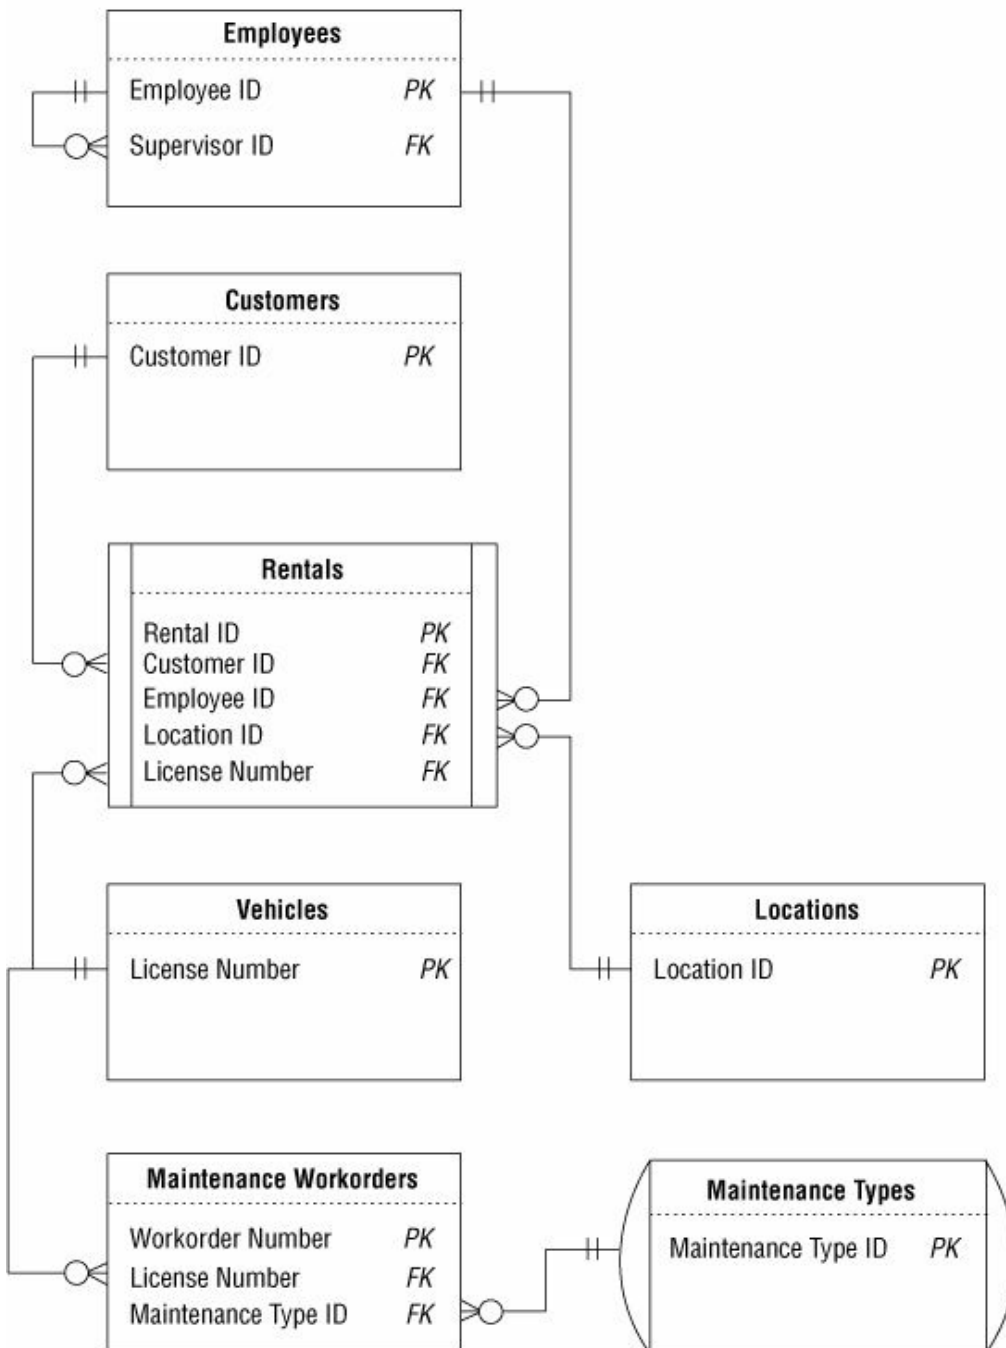 Employees
Employee ID PK
Supervisor ID FK
Customers
Customer ID PK
Rentals
Rental ID PK
Customer ID FK
Employee ID FK
Location ID FK
License Number FK
Vehicles
License Number PK
Locations
Location ID PK
Maintenance Workorders
Workorder Number PK
License Number FK
Maintenance Type ID FK
Maintenance Types
Maintenance Type ID PK